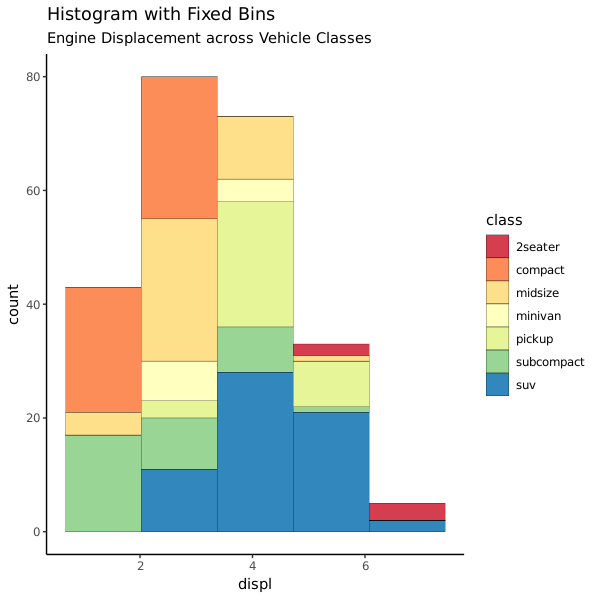 Histogram with Fixed Bins
Engine Displacement across Vehicle Classes
80
60
40
20
0
count
2 4 6
displ
class
2seater
compact
midsize
minivan
pickup
subcompact
suv